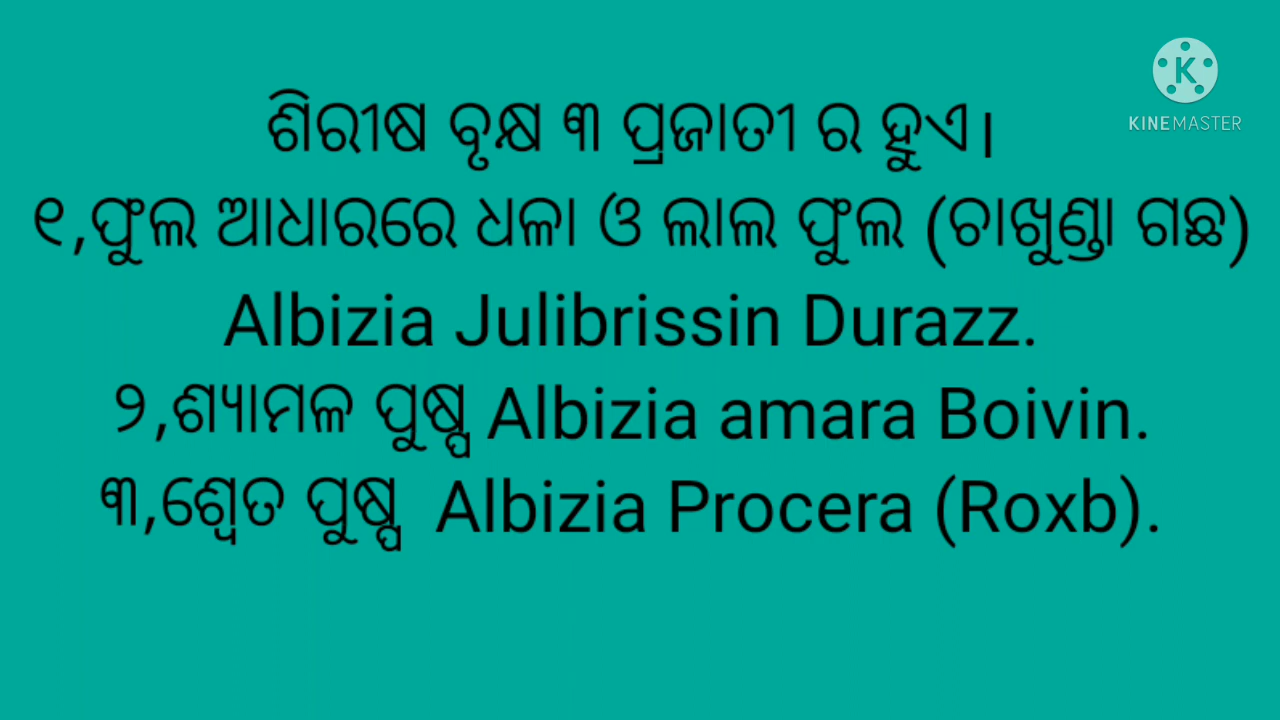 KINEMASTER
ଶିରୀଷ ବୃକ୍ଷ ୩ ପ୍ରଜାତୀ ର ହୁଏ।
୧,ଫୁଲ ଆଧାରରେ ଧଳା ଓ ଲାଲ ଫୁଲ (ଚାଖୁଣ୍ଡା ଗଛ)
Albizia Julibrissin Durazz.
୨,ଶ୍ୟାମଳ ପୁଷ୍ପ Albizia amara Boivin.
୩,ଶ୍ଵେତ ପୁଷ୍ପ Albizia Procera (Roxb).